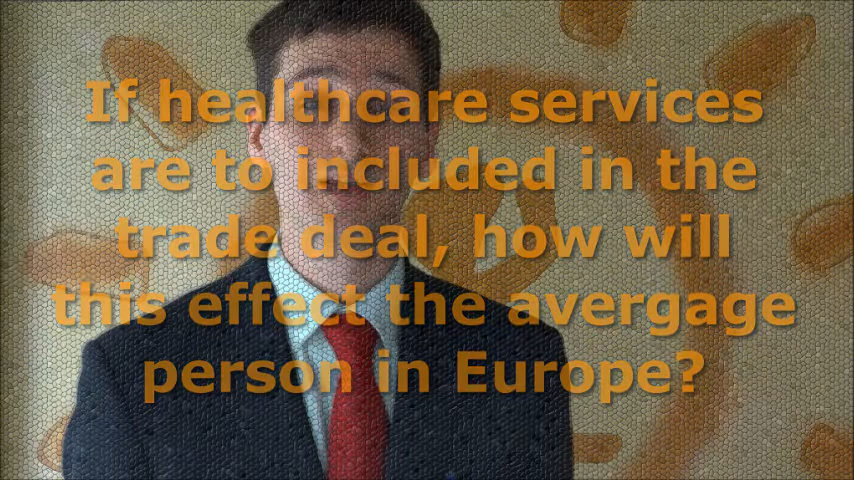 If healthcare services
are to included in the
trade deal, how will
this effect the avergage
person in Europe?